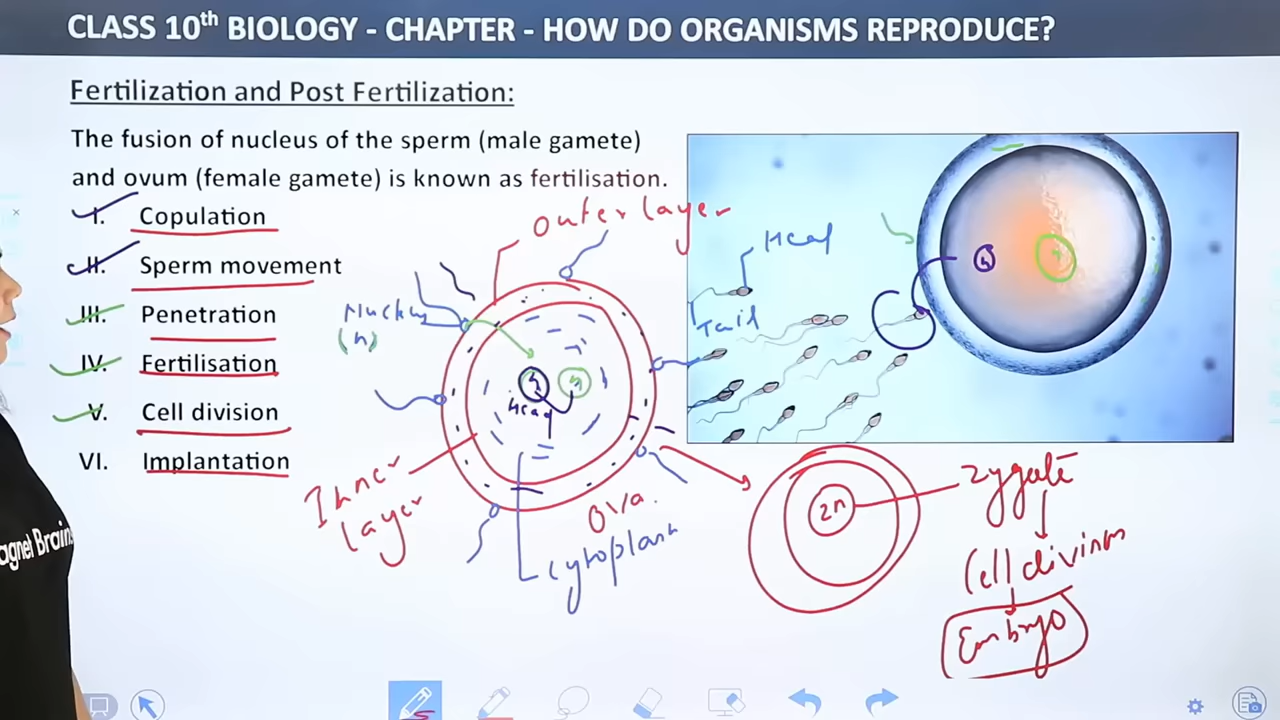 CLASS 10th BIOLOGY - CHAPTER - HOW DO ORGANISMS REPRODUCE?
Fertilization and Post Fertilization:
The fusion of nucleus of the sperm (male gamete)
and ovum (female gamete) is known as fertilisation.
I. Copulation
II. Sperm movement
III. Penetration
IV. Fertilisation
V. Cell division
VI. Implantation
outer layer
(n)
Head
Inner
layer
Ova
cytoplasm
Head
Tail
n
n
2n
zygote
Cell division
Embryo
agnet Brains